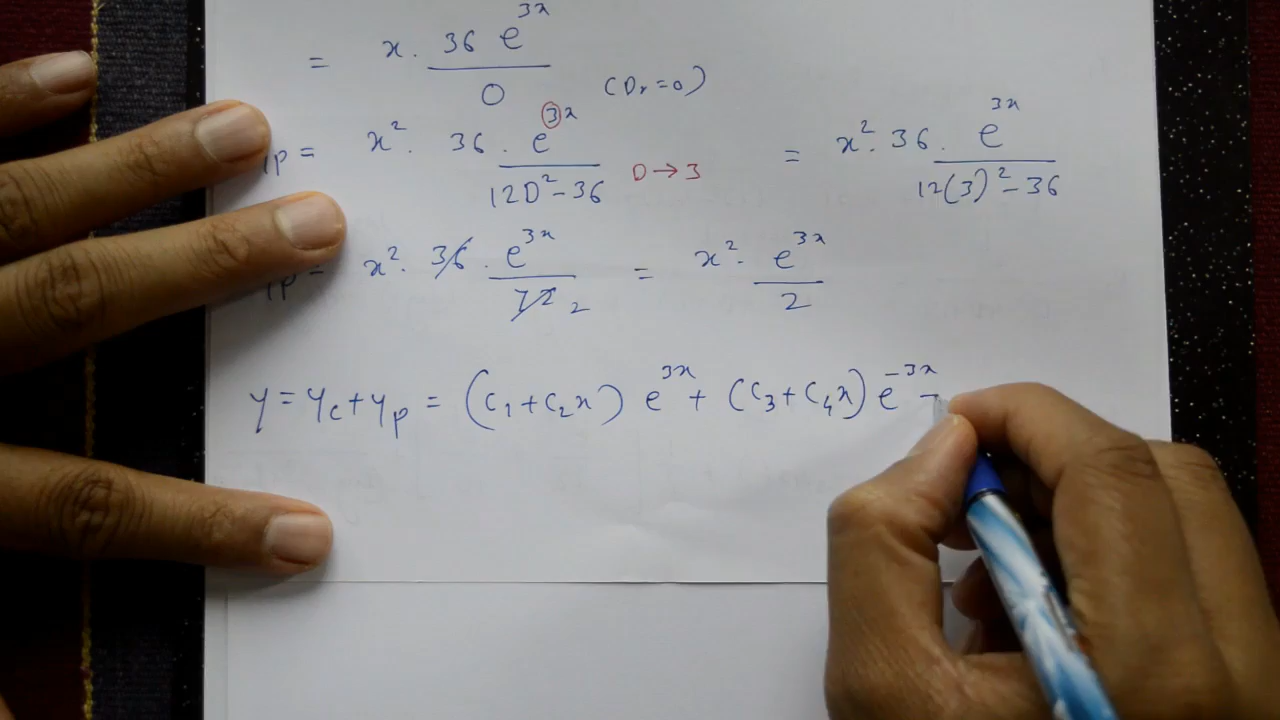 = x. 36 e^{3x} / 0 (Dr=0)
yp = x². 36 . e^{3x} / 12D²-36 D→3 = x². 36 . e^{3x} / 12(3)²-36
yp = x². 36 . e^{3x} / 72 2 = x². e^{3x} / 2
y = yc+yp = (c₁+c₂x) e^{3x} + (c₃+c₄x) e^{-3x}